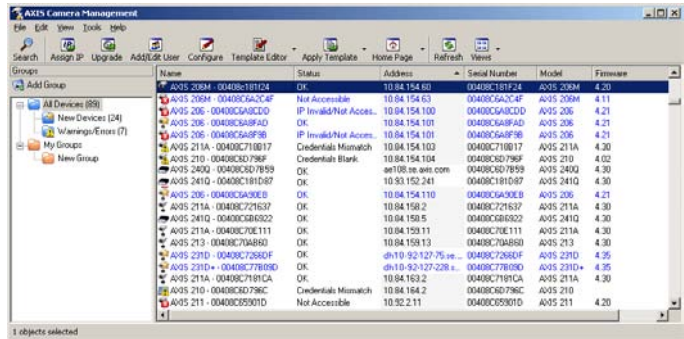 AXIS Camera Management
File Edit View Tools Help
Search Assign IP Upgrade Add/Edit User Configure Template Editor Apply Template Home Page Refresh Views
Groups
Add Group
All Devices (89)
New Devices (24)
Warnings/Errors (7)
My Groups
New Group
Name Status Address Serial Number Model Firmware
AXIS 206M - 00408c181f24 OK 10.84.154.60 00408C181F24 AXIS 206M 4.20
AXIS 206M - 00408C6A2C4F Not Accessible 10.84.154.63 00408C6A2C4F AXIS 206M 4.11
AXIS 206 - 00408C6A8CDD IP Invalid/Not Acces... 10.84.154.100 00408C6A8CDD AXIS 206 4.21
AXIS 206 - 00408C6A8FAD OK 10.84.154.101 00408C6A8FAD AXIS 206 4.21
AXIS 206 - 00408C6A8F9B IP Invalid/Not Acces... 10.84.154.101 00408C6A8F9B AXIS 206 4.21
AXIS 211A - 00408C710B17 Credentials Mismatch 10.84.154.103 00408C710B17 AXIS 211A 4.30
AXIS 210 - 00408C6D796F Credentials Blank 10.84.154.104 00408C6D796F AXIS 210 4.02
AXIS 240Q - 00408C6D7B59 OK ae108.se.axis.com 00408C6D7B59 AXIS 240Q 4.30
AXIS 241Q - 00408C181D87 OK 10.93.152.241 00408C181D87 AXIS 241Q 4.30
AXIS 206 - 00408C6A90EB OK 10.84.154.110 00408C6A90EB AXIS 206 4.21
AXIS 211A - 00408C721637 OK 10.84.158.2 00408C721637 AXIS 211A 4.30
AXIS 241Q - 00408C6B6922 OK 10.84.158.5 00408C6B6922 AXIS 241Q 4.30
AXIS 211A - 00408C70E111 OK 10.84.159.11 00408C70E111 AXIS 211A 4.30
AXIS 213 - 00408C70AB60 OK 10.84.159.13 00408C70AB60 AXIS 213 4.30
AXIS 231D - 00408C7266DF OK dh10-92-127-75.se... 00408C7266DF AXIS 231D 4.35
AXIS 231D+ - 00408C77B09D OK dh10-92-127-228.s... 00408C77B09D AXIS 231D+ 4.35
AXIS 211A - 00408C7181CA OK 10.84.163.2 00408C7181CA AXIS 211A 4.30
AXIS 210 - 00408C6D796C Credentials Mismatch 10.84.164.2 00408C6D796C AXIS 210
AXIS 211 - 00408C65901D Not Accessible 10.92.2.11 00408C65901D AXIS 211 4.20
1 objects selected